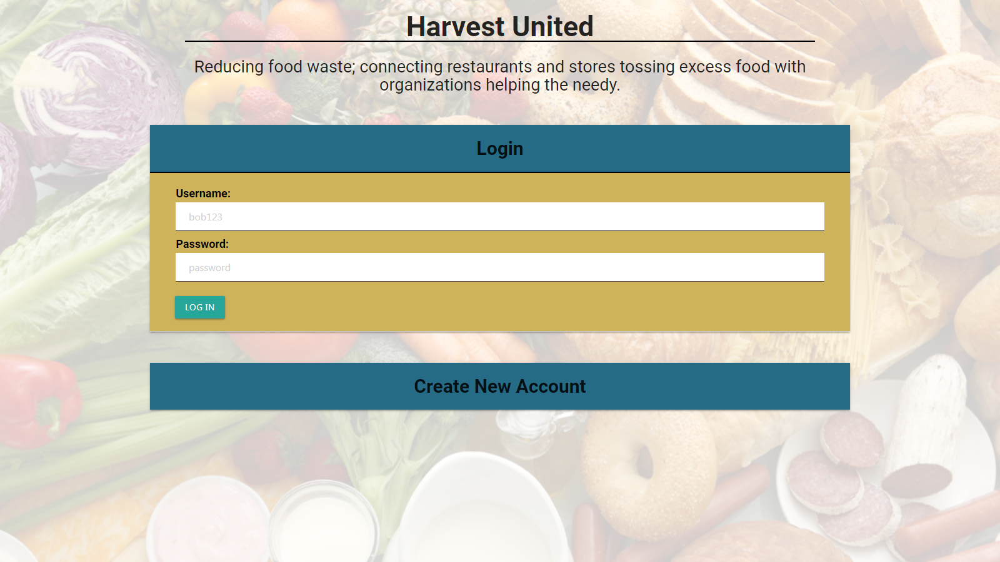 Harvest United
Reducing food waste; connecting restaurants and stores tossing excess food with
organizations helping the needy.
Login
Username:
bob123
Password:
password
LOG IN
Create New Account